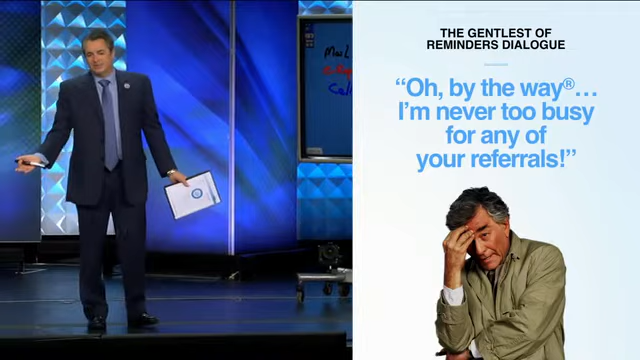 THE GENTLEST OF
REMINDERS DIALOGUE
“Oh, by the way®...
I'm never too busy
for any of
your referrals!”